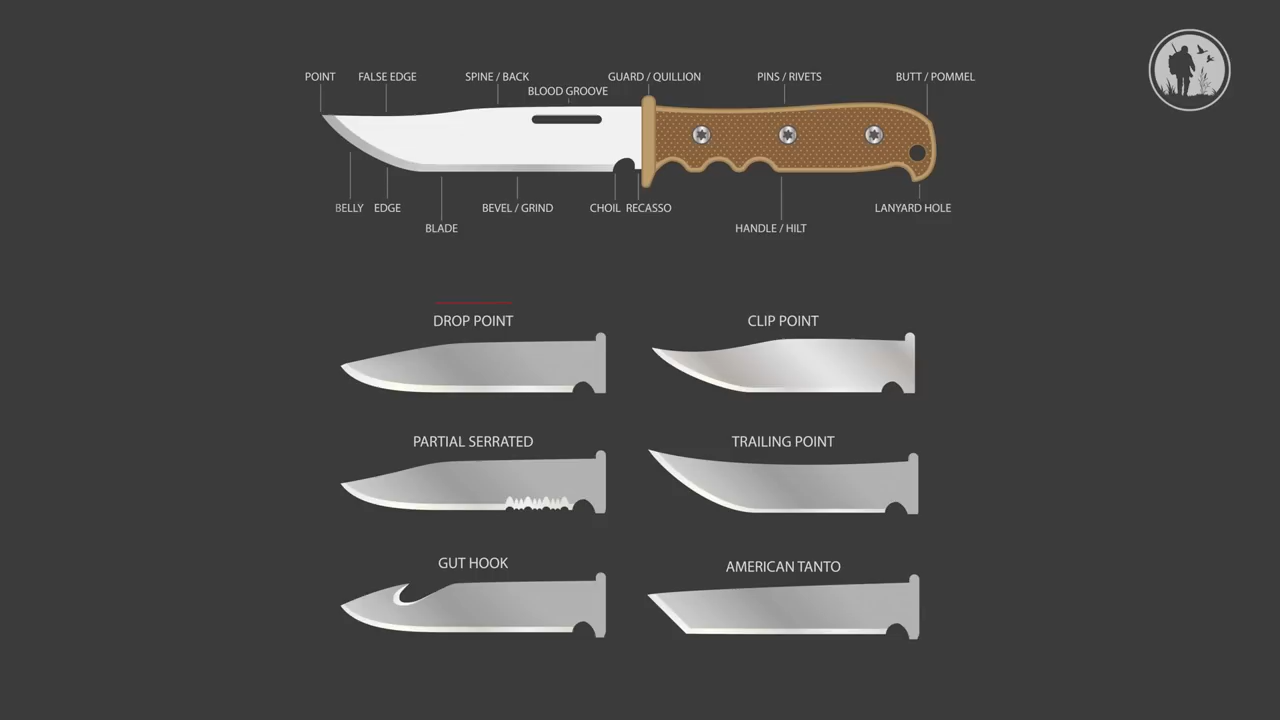 POINT
FALSE EDGE
SPINE / BACK
GUARD / QUILLION
PINS / RIVETS
BUTT / POMMEL
BLOOD GROOVE
BELLY
EDGE
BEVEL / GRIND
CHOIL
RECASSO
LANYARD HOLE
BLADE
HANDLE / HILT
DROP POINT
CLIP POINT
PARTIAL SERRATED
TRAILING POINT
GUT HOOK
AMERICAN TANTO